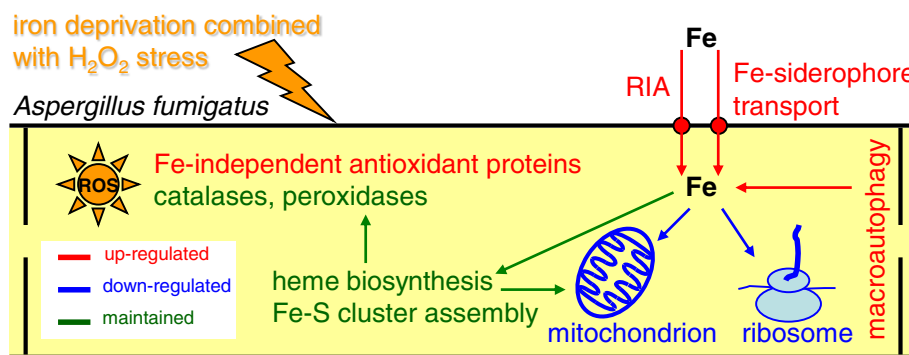 iron deprivation combined
with H₂O₂ stress
Fe
RIA
Fe-siderophore
transport
Aspergillus fumigatus
ROS
Fe-independent antioxidant proteins
catalases, peroxidases
Fe
macroautophagy
up-regulated
down-regulated
maintained
heme biosynthesis
Fe-S cluster assembly
mitochondrion
ribosome